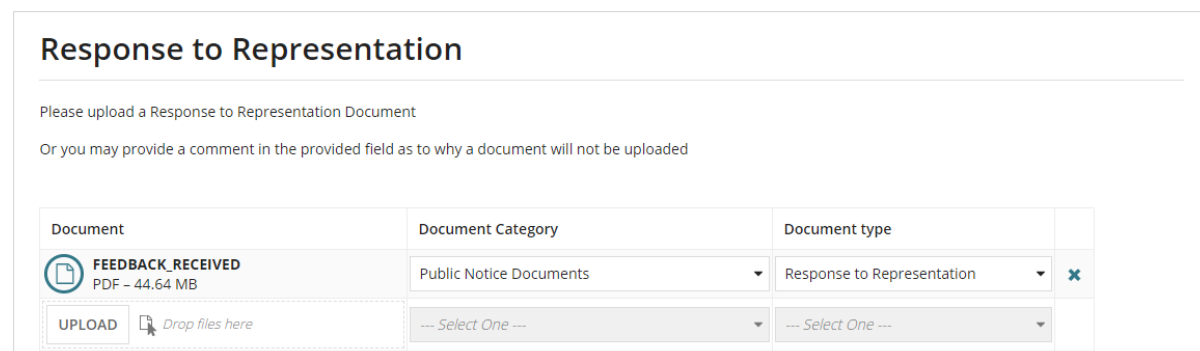 Response to Representation
Please upload a Response to Representation Document
Or you may provide a comment in the provided field as to why a document will not be uploaded
Document Document Category Document type
FEEDBACK_RECEIVED
PDF – 44.64 MB
Public Notice Documents
Response to Representation
UPLOAD Drop files here --- Select One --- --- Select One ---